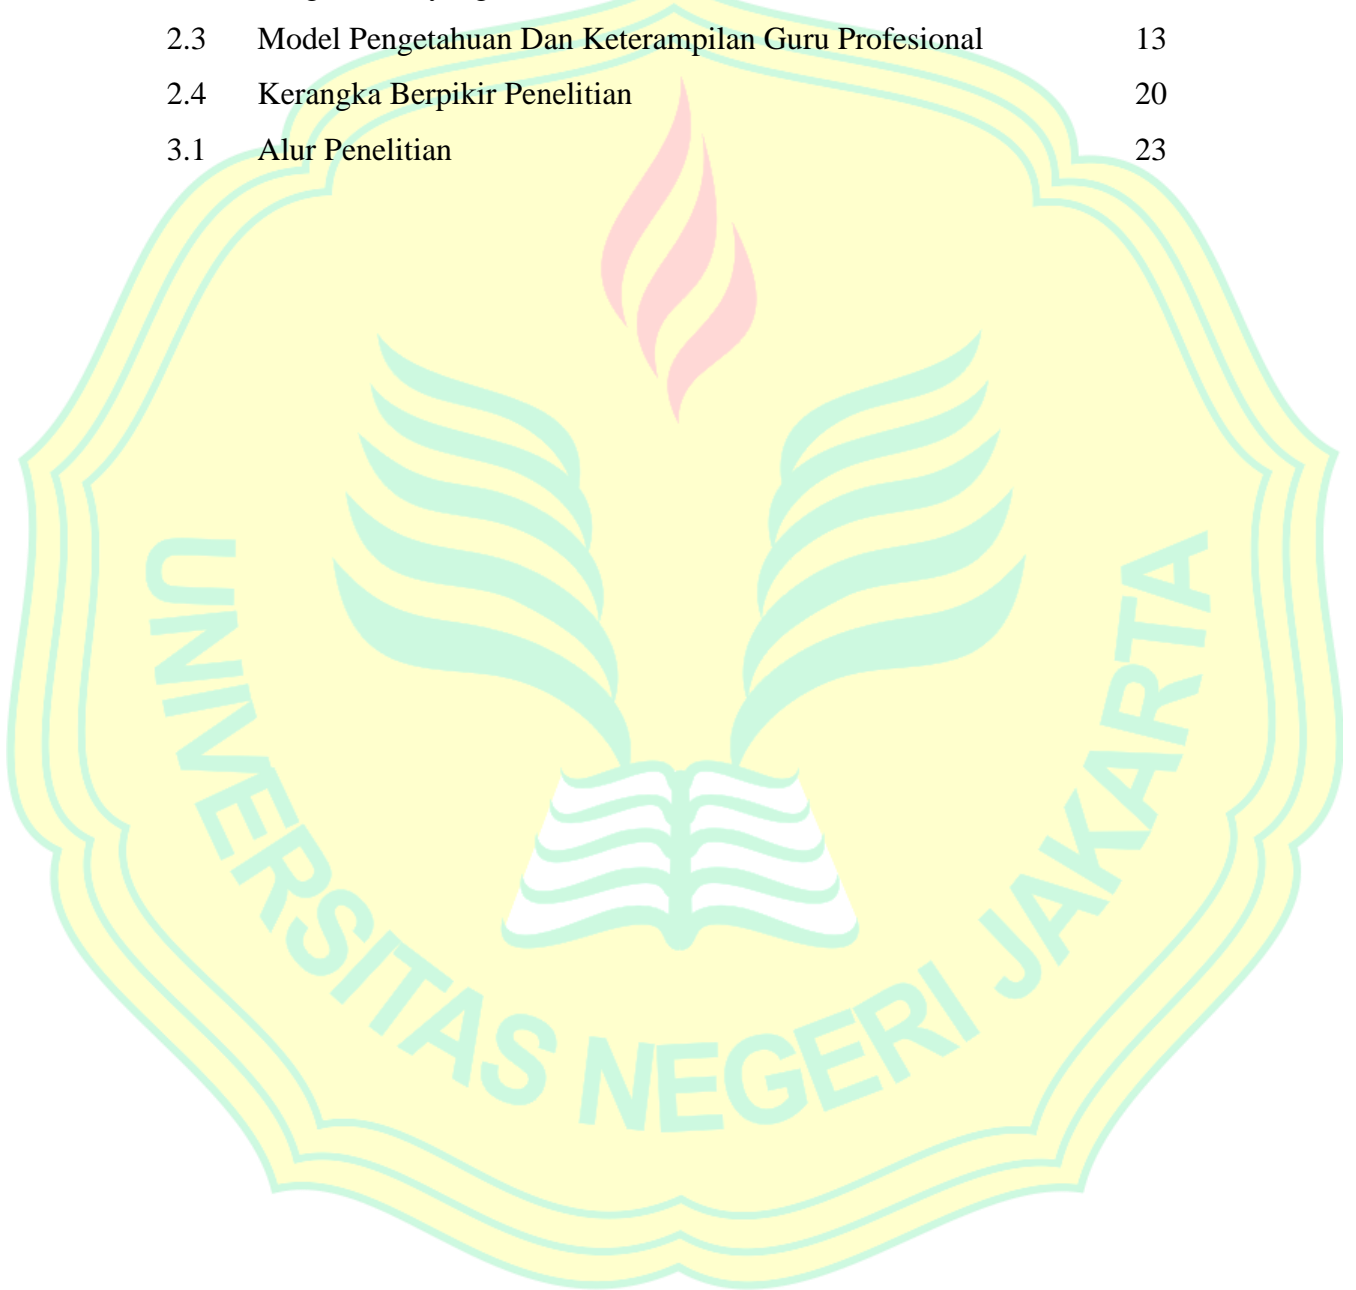 2.3 Model Pengetahuan Dan Keterampilan Guru Profesional 13
2.4 Kerangka Berpikir Penelitian 20
3.1 Alur Penelitian 23
UNIVERSITAS NEGERI JAKARTA